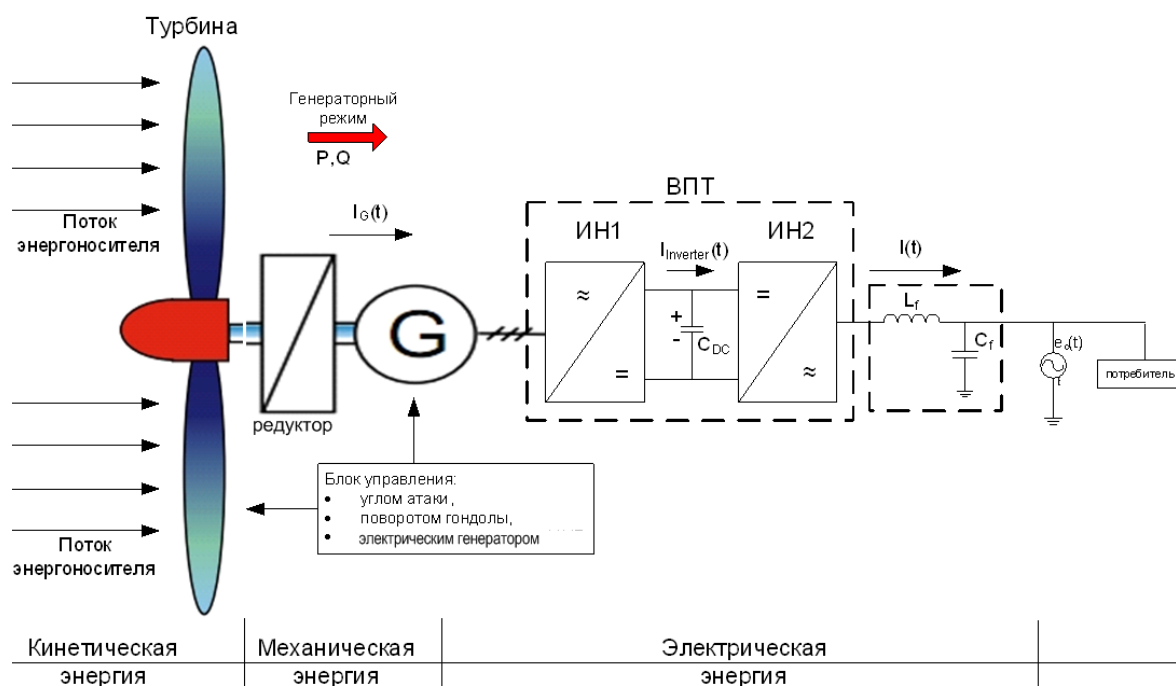 Турбина
Генераторный
режим
P,Q
Поток
энергоносителя
I_G(t)
ВПТ
ИН1
I_Inverter(t)
ИН2
I(t)
≈
=
+
-
C_DC
=
≈
L_f
C_f
e_c(t)
потребитель
G
редуктор
Блок управления:
• углом атаки,
• поворотом гондолы,
• электрическим генератором
Поток
энергоносителя
Кинетическая
энергия
Механическая
энергия
Электрическая
энергия